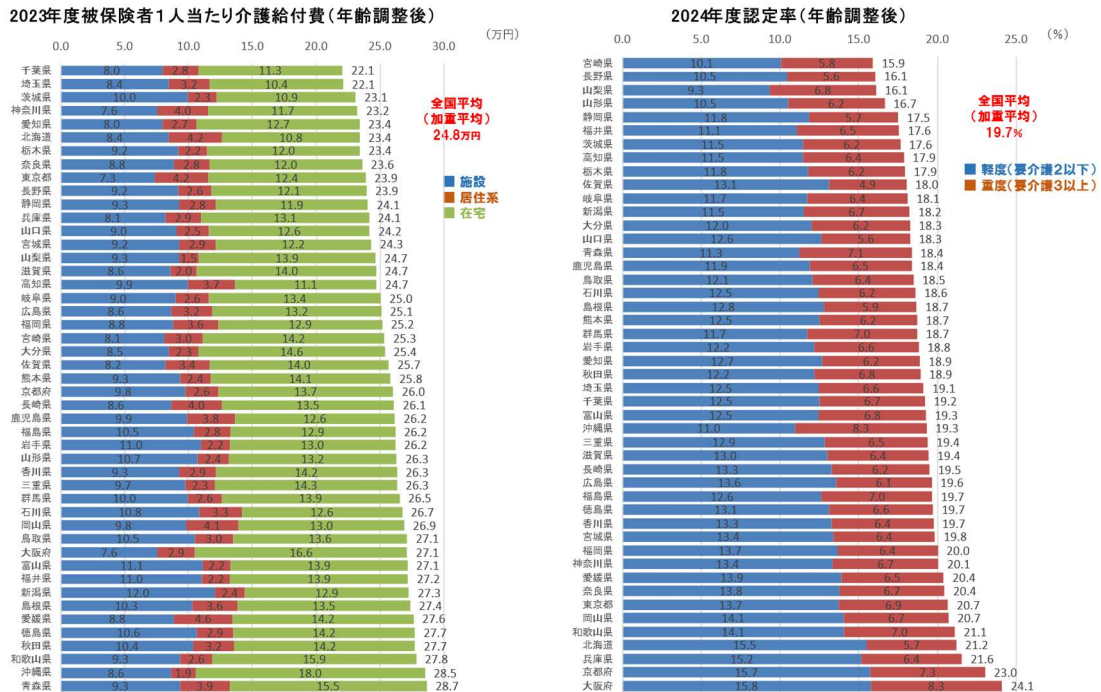 2023年度被保険者1人当たり介護給付費(年齢調整後)
(万円)
0.0 5.0 10.0 15.0 20.0 25.0 30.0
千葉県 8.0 2.8 11.3 22.1
埼玉県 8.4 3.2 10.4 22.1
茨城県 10.0 2.3 10.9 23.1
神奈川県 7.6 4.0 11.7 23.2
愛知県 8.0 2.7 12.7 23.4
北海道 8.4 4.2 10.8 23.4
栃木県 9.2 2.2 12.0 23.4
奈良県 8.8 2.8 12.0 23.6
東京都 7.3 4.2 12.4 23.9
長野県 9.2 2.6 12.1 23.9
静岡県 9.3 2.8 11.9 24.1
兵庫県 8.1 2.9 13.1 24.1
山口県 9.0 2.5 12.6 24.2
宮城県 9.2 2.9 12.2 24.3
山梨県 9.3 1.5 13.9 24.7
滋賀県 8.6 2.0 14.0 24.7
高知県 9.9 3.7 11.1 24.7
岐阜県 9.0 2.6 13.4 25.0
広島県 8.6 3.2 13.2 25.1
福岡県 8.8 3.6 12.9 25.2
宮崎県 8.1 3.0 14.2 25.3
大分県 8.5 2.3 14.6 25.4
佐賀県 8.2 3.4 14.0 25.7
熊本県 9.3 2.4 14.1 25.8
京都府 9.8 2.6 13.7 26.0
長崎県 8.6 4.0 13.5 26.1
鹿児島県 9.9 3.8 12.6 26.2
福島県 10.5 2.8 12.9 26.2
岩手県 11.0 2.2 13.0 26.2
山形県 10.7 2.4 13.2 26.3
香川県 9.3 2.9 14.2 26.3
三重県 9.7 2.3 14.3 26.3
群馬県 10.0 2.6 13.9 26.5
石川県 10.8 3.3 12.6 26.7
岡山県 9.8 4.1 13.0 26.9
鳥取県 10.5 3.0 13.6 27.1
大阪府 7.6 2.9 16.6 27.1
富山県 11.1 2.2 13.9 27.1
福井県 11.0 2.2 13.9 27.2
新潟県 12.0 2.4 12.9 27.3
島根県 10.3 3.6 13.5 27.4
愛媛県 8.8 4.6 14.2 27.6
徳島県 10.6 2.9 14.2 27.7
秋田県 10.4 3.2 14.2 27.7
和歌山県 9.3 2.6 15.9 27.8
沖縄県 8.6 1.9 18.0 28.5
青森県 9.3 3.9 15.5 28.7
全国平均
(加重平均)
24.8万円
施設
居住系
在宅
2024年度認定率(年齢調整後)
0.0 5.0 10.0 15.0 20.0 25.0 (%)
宮崎県 10.1 5.8 15.9
長野県 10.5 5.6 16.1
山梨県 9.3 6.8 16.1
山形県 10.5 6.2 16.7
静岡県 11.8 5.7 17.5
福井県 11.1 6.5 17.6
茨城県 11.5 6.2 17.6
高知県 11.5 6.4 17.9
栃木県 11.8 6.2 17.9
佐賀県 13.1 4.9 18.0
岐阜県 11.7 6.4 18.1
新潟県 11.5 6.7 18.2
大分県 12.0 6.2 18.3
山口県 12.6 5.6 18.3
青森県 11.3 7.1 18.4
鹿児島県 11.9 6.5 18.4
鳥取県 12.1 6.4 18.5
石川県 12.5 6.2 18.6
島根県 12.8 5.9 18.7
熊本県 12.5 6.2 18.7
群馬県 11.7 7.0 18.7
岩手県 12.2 6.6 18.8
愛知県 12.7 6.2 18.9
秋田県 12.2 6.8 18.9
埼玉県 12.5 6.6 19.1
千葉県 12.5 6.7 19.2
富山県 12.5 6.8 19.3
沖縄県 11.0 8.3 19.3
三重県 12.9 6.5 19.4
滋賀県 13.0 6.4 19.4
長崎県 13.3 6.2 19.5
広島県 13.6 6.1 19.6
福島県 12.6 7.0 19.7
徳島県 13.1 6.6 19.7
香川県 13.3 6.4 19.7
宮城県 13.4 6.4 19.8
福岡県 13.7 6.4 20.0
神奈川県 13.4 6.7 20.1
愛媛県 13.9 6.5 20.4
奈良県 13.8 6.7 20.4
東京都 13.7 6.9 20.7
岡山県 14.1 6.7 20.7
和歌山県 14.1 7.0 21.1
北海道 15.5 5.7 21.2
兵庫県 15.2 6.4 21.6
京都府 15.7 7.3 23.0
大阪府 15.8 8.3 24.1
全国平均
(加重平均)
19.7%
軽度(要介護2以下)
重度(要介護3以上)